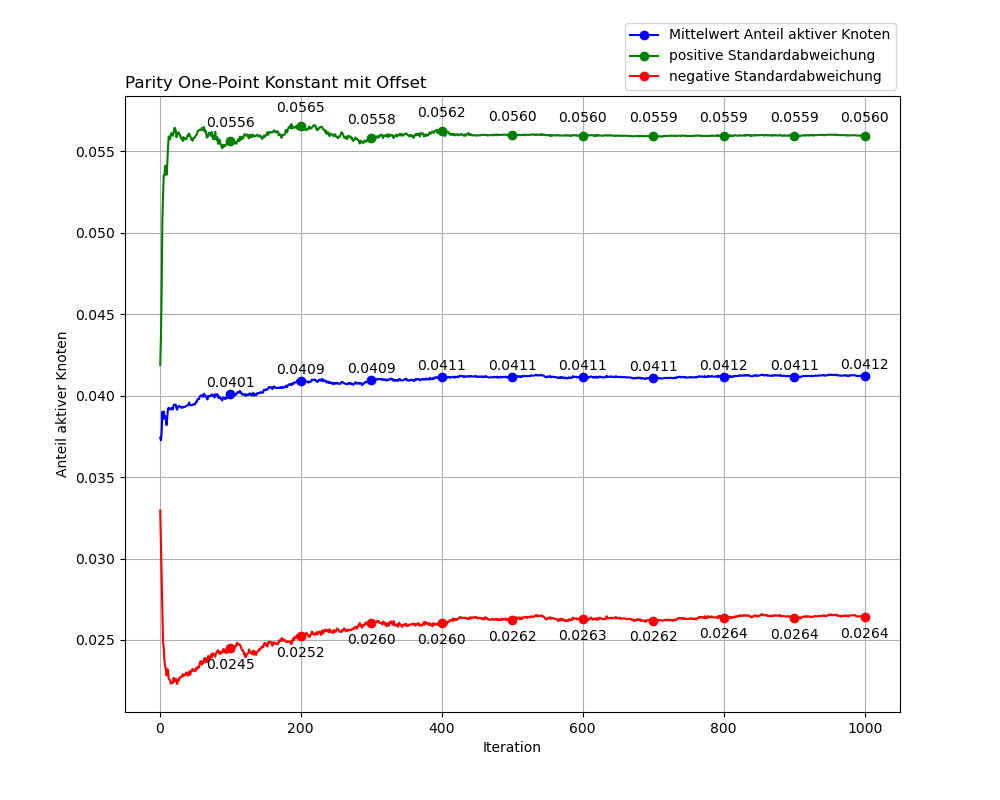 Mittelwert Anteil aktiver Knoten
positive Standardabweichung
negative Standardabweichung
Parity One-Point Konstant mit Offset
0.0556 0.0565 0.0558 0.0562 0.0560 0.0560 0.0559 0.0559 0.0559 0.0560
0.0401 0.0409 0.0409 0.0411 0.0411 0.0411 0.0411 0.0412 0.0411 0.0412
0.0245 0.0252 0.0260 0.0260 0.0262 0.0263 0.0262 0.0264 0.0264 0.0264
0.055
0.050
0.045
0.040
0.035
0.030
0.025
Anteil aktiver Knoten
0 200 400 600 800 1000
Iteration